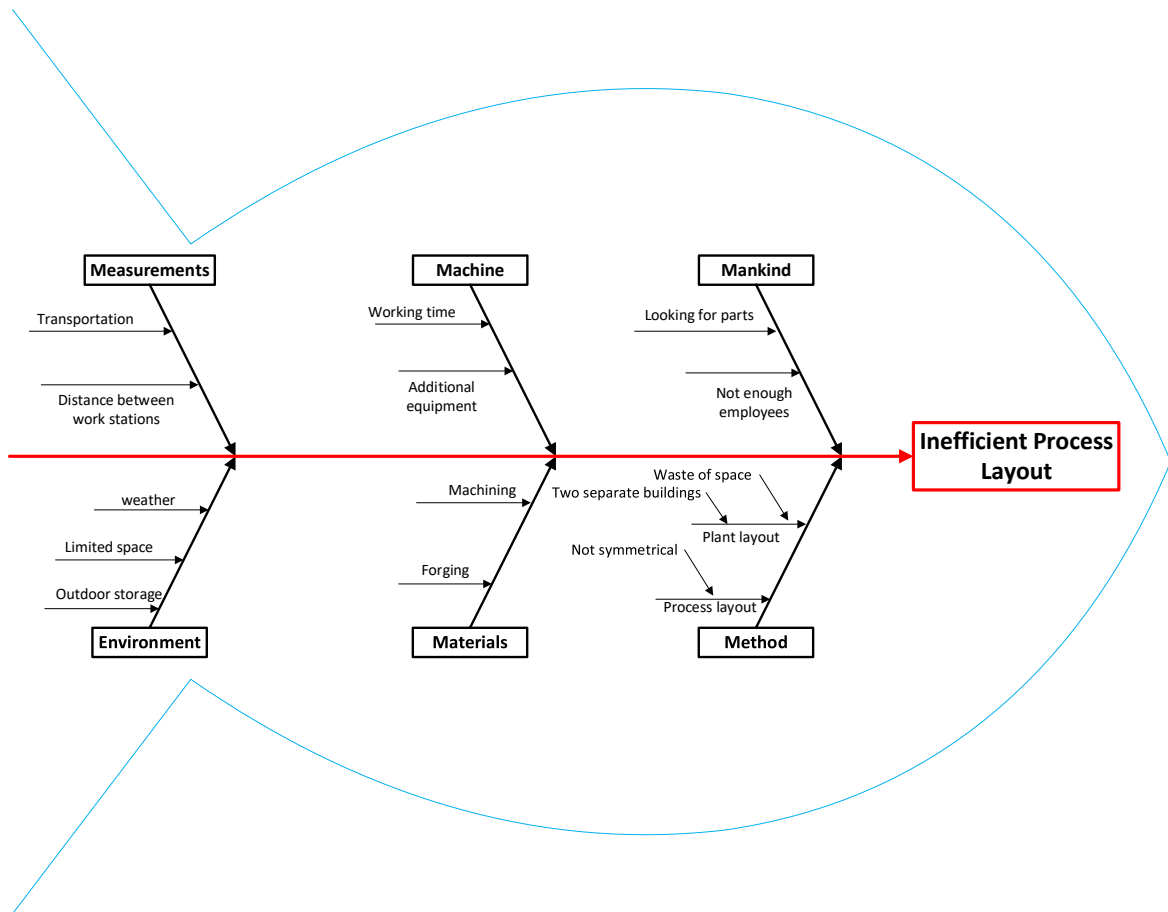 Measurements
Machine
Mankind
Transportation
Working time
Looking for parts
Distance between
work stations
Additional
equipment
Not enough
employees
Inefficient Process
Layout
weather
Limited space
Outdoor storage
Environment
Machining
Forging
Materials
Waste of space
Two separate buildings
Plant layout
Not symmetrical
Process layout
Method